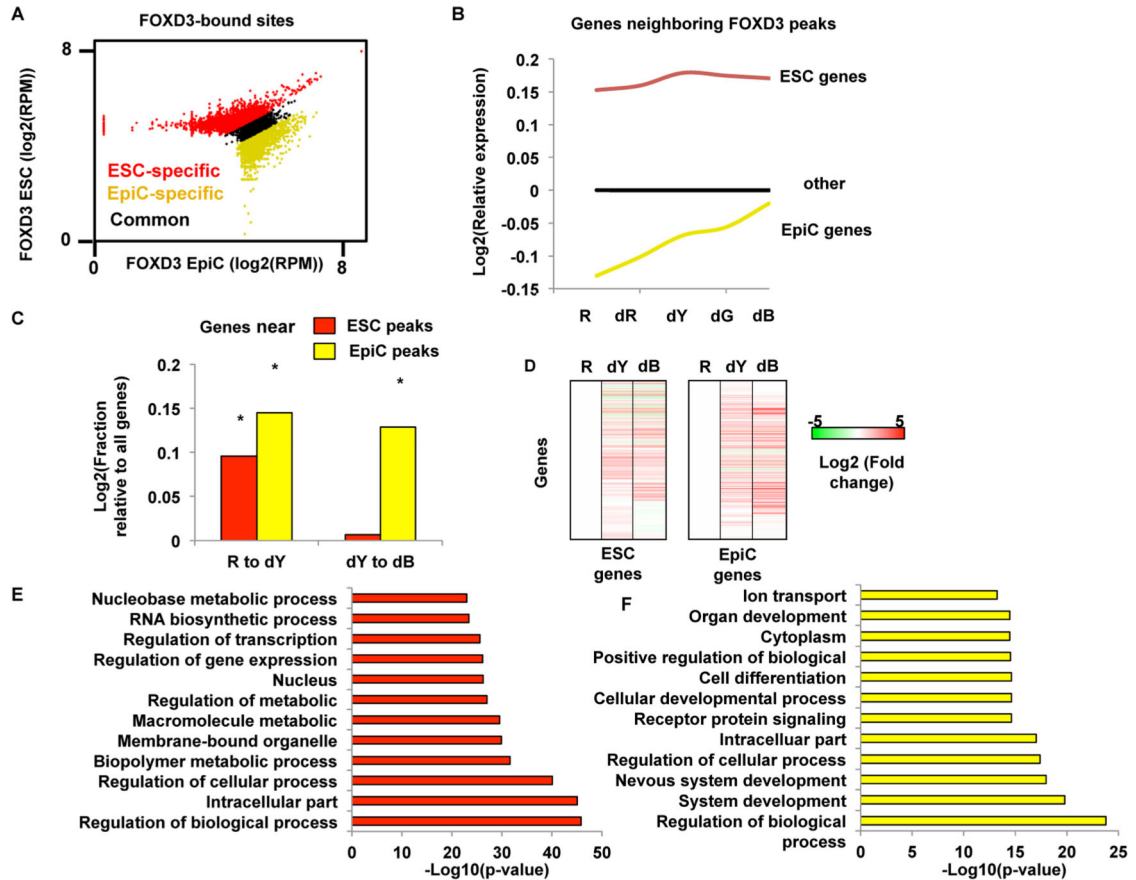 A
FOXD3-bound sites
8
FOXD3 ESC (log2(RPM))
ESC-specific
EpiC-specific
Common
0
0
FOXD3 EpiC (log2(RPM))
8
B
Genes neighboring FOXD3 peaks
Log2(Relative expression)
0.2
0.15
0.1
0.05
0
-0.05
-0.1
-0.15
ESC genes
other
EpiC genes
R dR dY dG dB
C
Genes near
ESC peaks
EpiC peaks
Log2(Fraction
relative to all genes)
0.2
0.15
0.1
0.05
0
*
*
*
R to dY
dY to dB
D
R dY dB
R dY dB
Genes
ESC
genes
EpiC
genes
-5
5
Log2 (Fold
change)
E
Nucleobase metabolic process
RNA biosynthetic process
Regulation of transcription
Regulation of gene expression
Nucleus
Regulation of metabolic
Macromolecule metabolic
Membrane-bound organelle
Biopolymer metabolic process
Regulation of cellular process
Intracellular part
Regulation of biological process
0 10 20 30 40 50
-Log10(p-value)
F
Ion transport
Organ development
Cytoplasm
Positive regulation of biological
Cell differentiation
Cellular developmental process
Receptor protein signaling
Intracelluar part
Regulation of cellular process
Nevous system development
System development
Regulation of biological
process
0 5 10 15 20 25
-Log10(p-value)